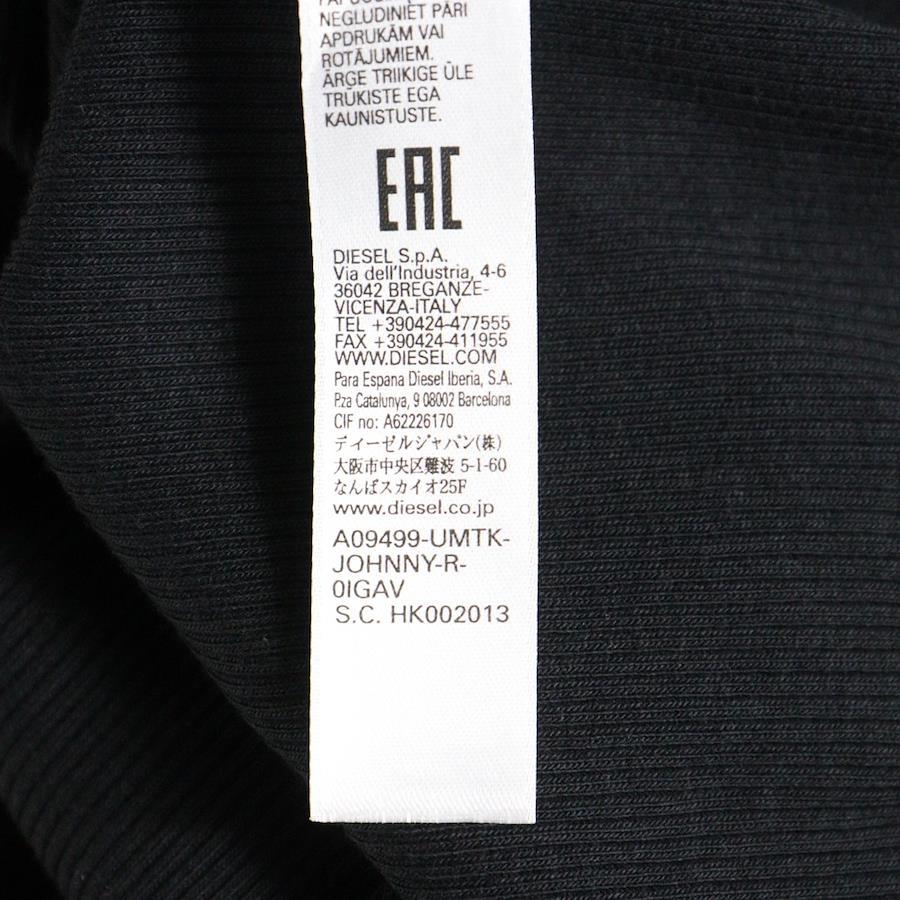 NEGLUDINIET PĀRI
APDRUKĀM VAI
ROTĀJUMIEM.
ÄRGE TRIIKIGE ÜLE
TRÜKISTE EGA
KAUNISTUSTE.
EAC
DIESEL S.p.A.
Via dell'Industria, 4-6
36042 BREGANZE-
VICENZA-ITALY
TEL +390424-477555
FAX +390424-411955
WWW.DIESEL.COM
Para Espana Diesel Iberia, S.A.
P.za Catalunya, 9 08002 Barcelona
CIF no: A62226170
ディーゼルジャパン(株)
大阪市中央区難波 5-1-60
なんばスカイオ25F
www.diesel.co.jp
A09499-UMTK-
JOHNNY-R-
0IGAV
S.C. HK002013